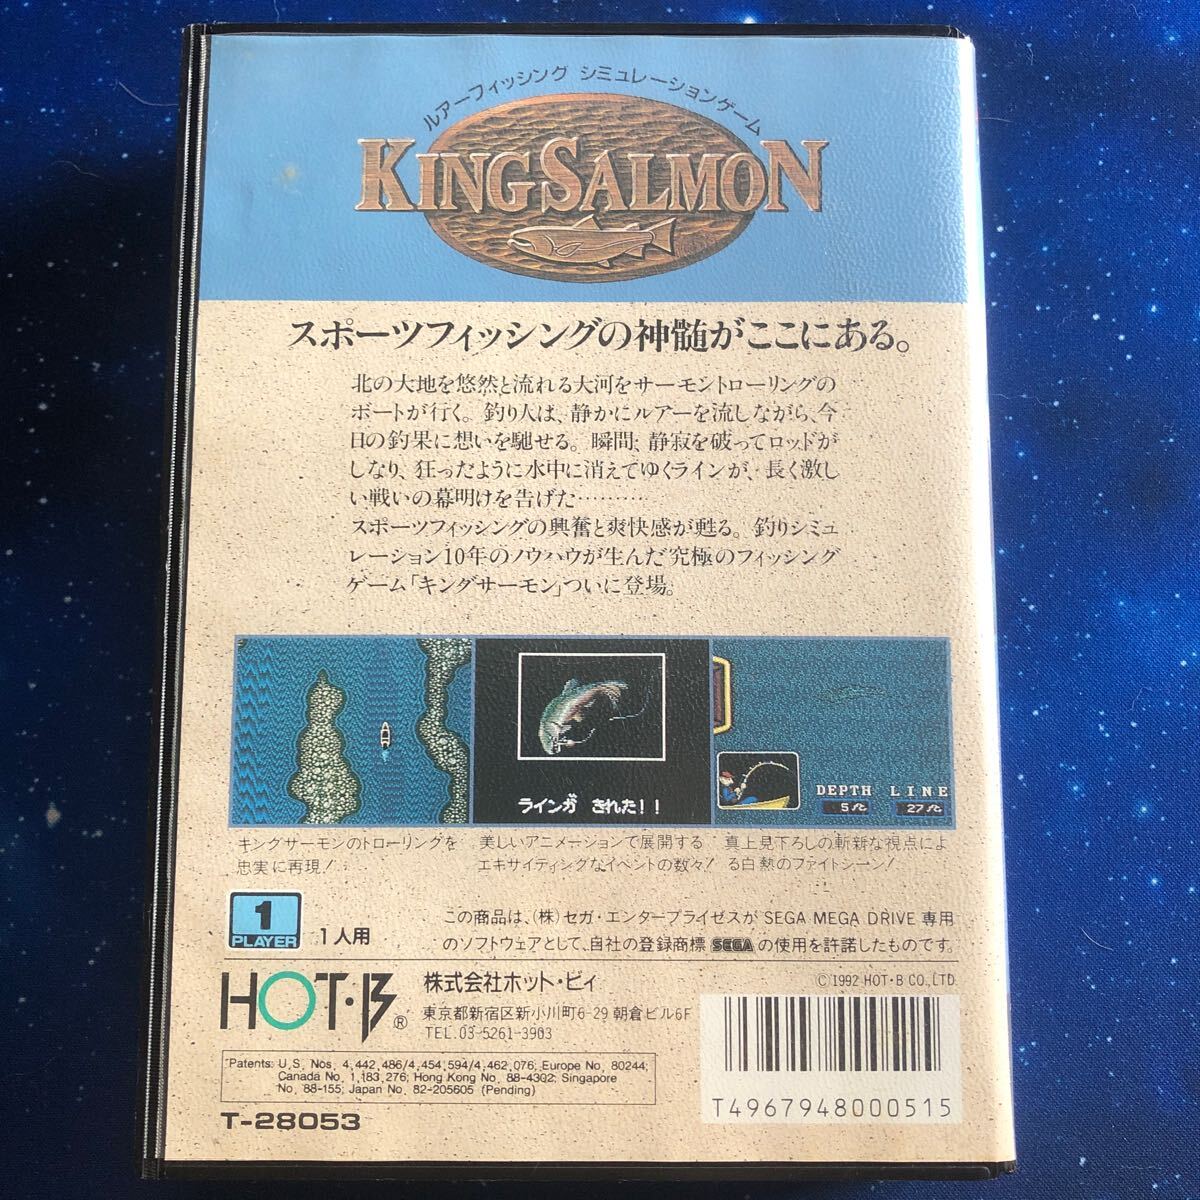 ルアーフィッシング シミュレーションゲーム
KING SALMON
スポーツフィッシングの神髄がここにある。
北の大地を悠然と流れる大河をサーモントローリングの
ボートが行く。釣り人は、静かにルアーを流しながら、今
日の釣果に想いを馳せる。瞬間、静寂を破ってロッドが
しなり、狂ったように水中に消えてゆくラインが、長く激し
い戦いの幕明けを告げた………
スポーツフィッシングの興奮と爽快感が甦る。釣りシミュ
レーション10年のノウハウが生んだ究極のフィッシング
ゲーム「キングサーモン」ついに登場。
ラインが きれた!!
DEPTH LINE
5ft 27ft
キングサーモンのトローリングを
忠実に再現!
美しいアニメーションで展開する
エキサイティングなイベントの数々!
真上見下ろしの斬新な視点によ
る白熱のファイトシーン!
1
PLAYER
1人用
この商品は、(株)セガ・エンタープライゼスが SEGA MEGA DRIVE 専用
のソフトウェアとして、自社の登録商標 SEGA の使用を許諾したものです。
HOT・B®
株式会社ホット・ビィ
東京都新宿区新小川町6-29 朝倉ビル6F
TEL.03-5261-3903
©1992 HOT・B CO.,LTD.
Patents: U.S. Nos. 4,442,486/4,454,594/4,462,076; Europe No. 80244;
Canada No. 1,183,276; Hong Kong No. 88-4302; Singapore
No. 88-155; Japan No. 82-205605 (Pending)
T-28053
T4967948000515